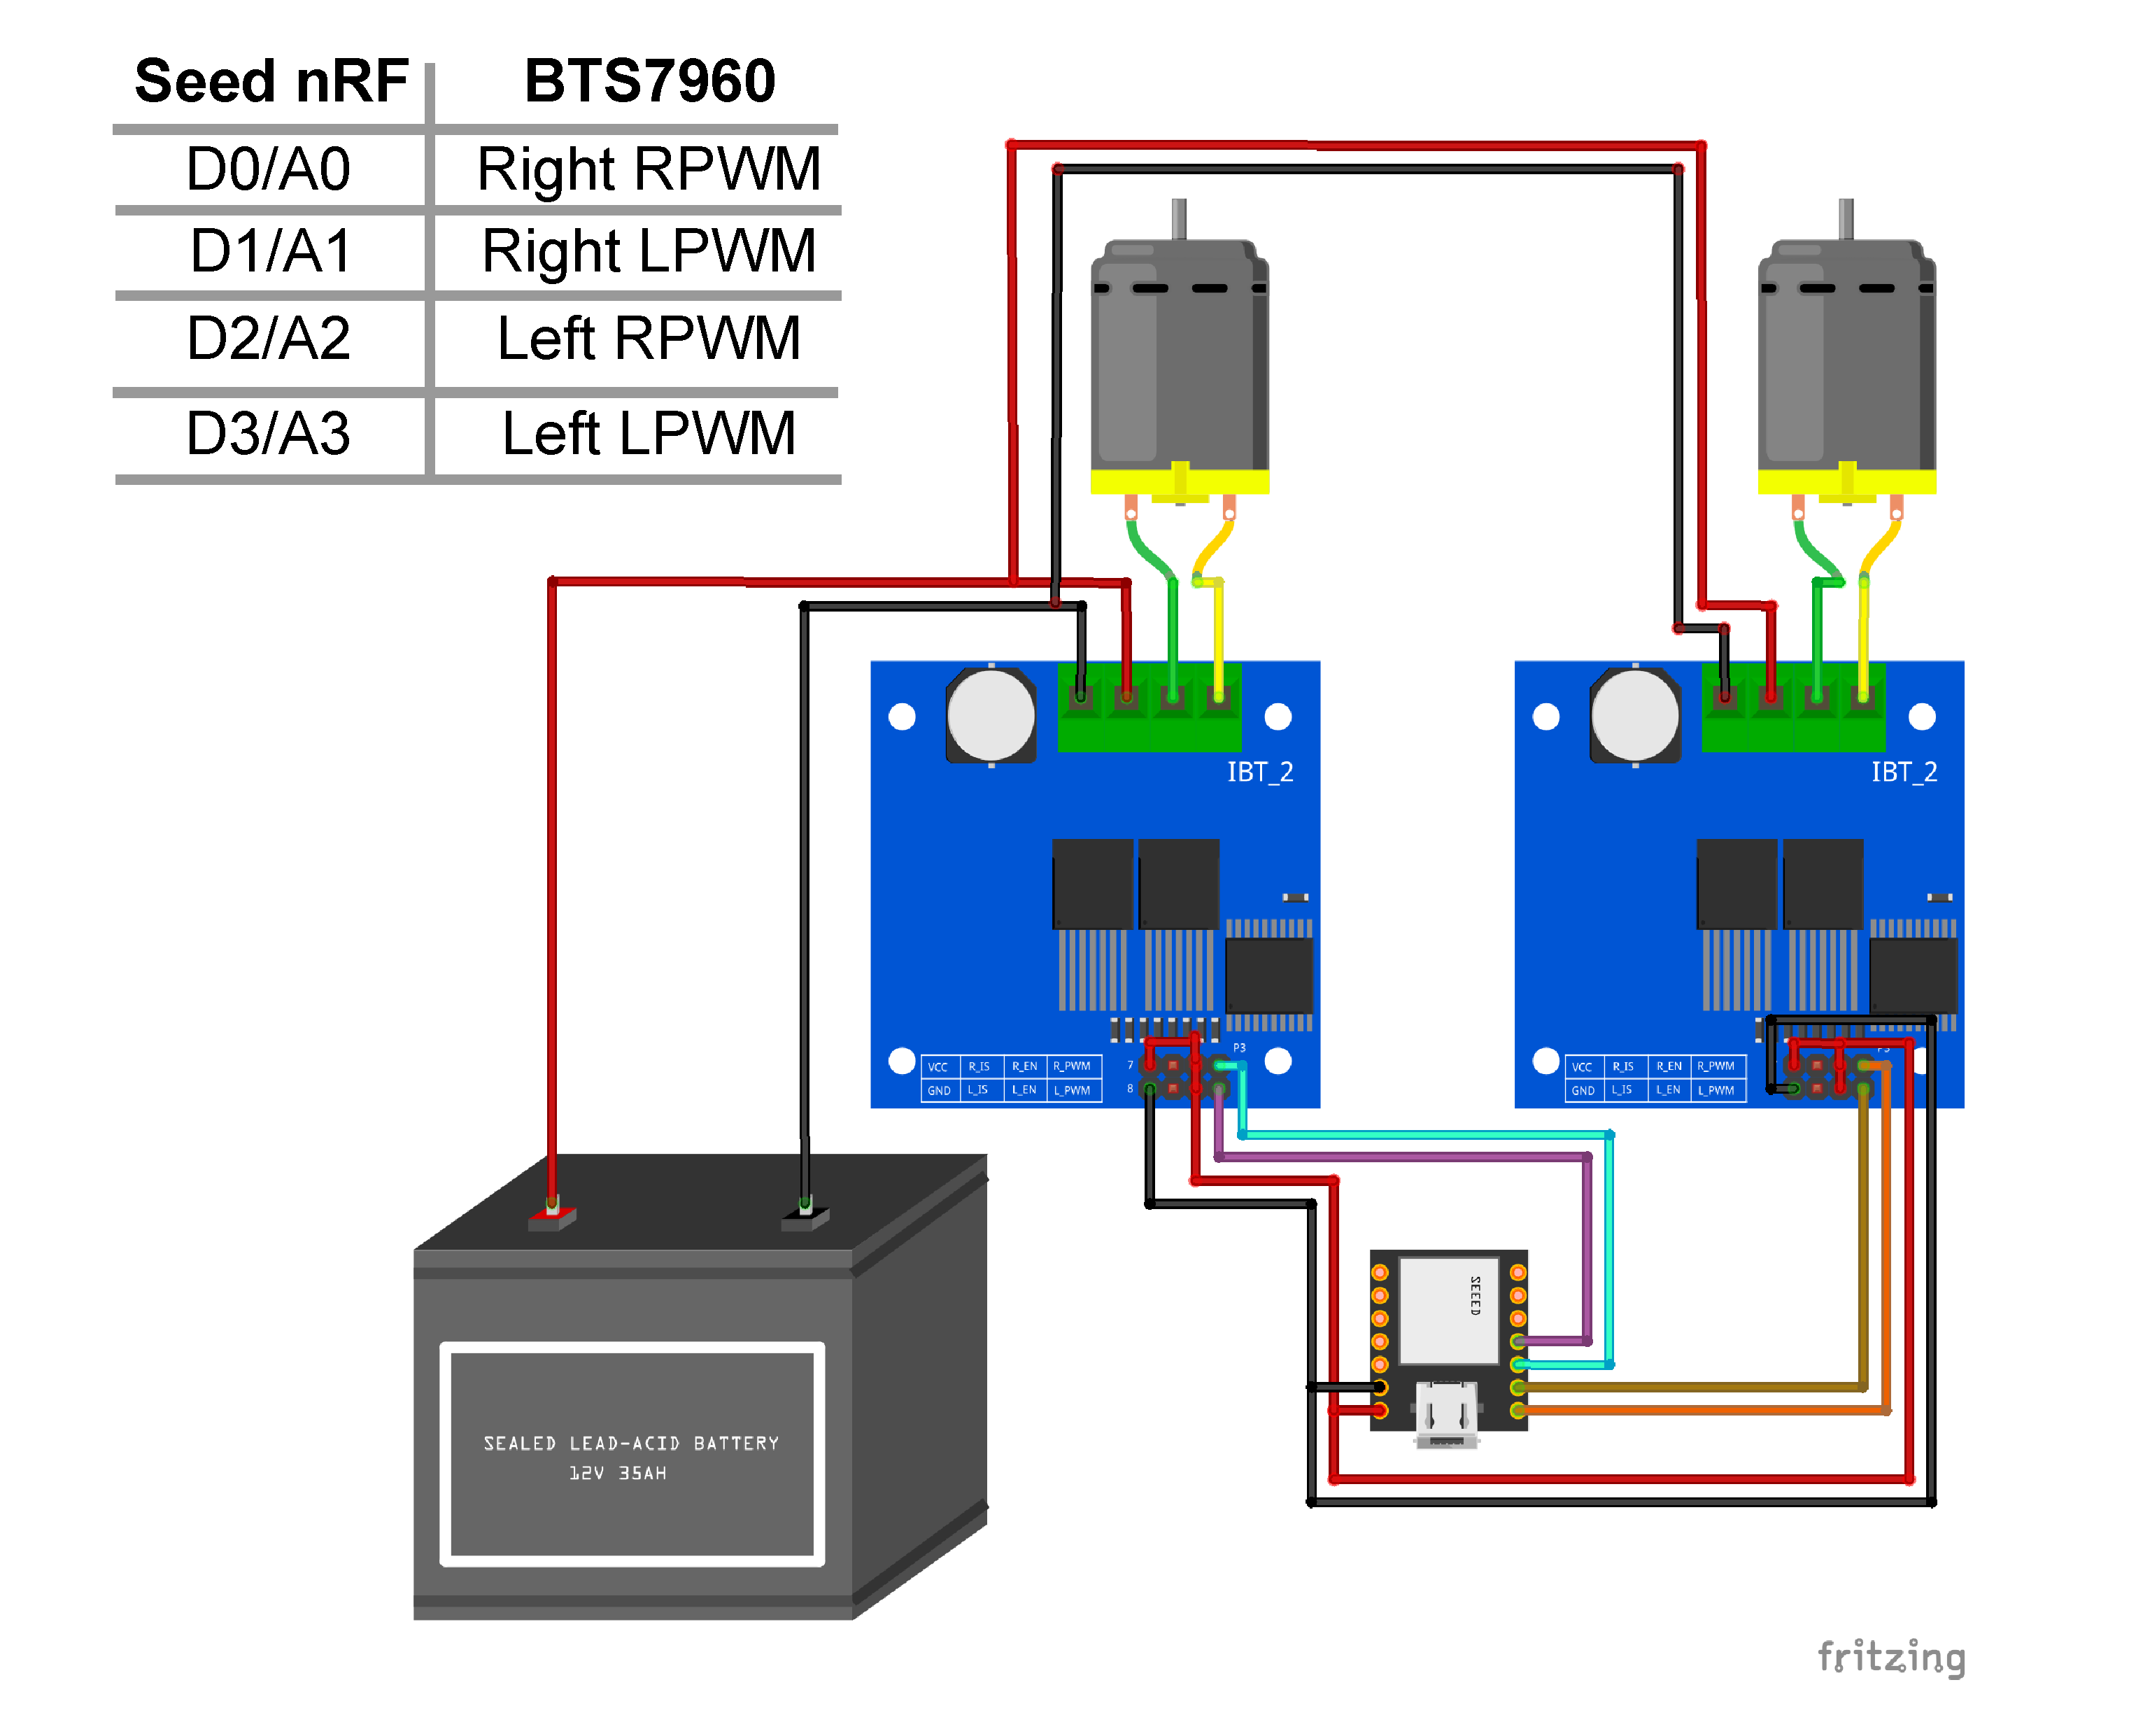 Seed nRF BTS7960
D0/A0 Right RPWM
D1/A1 Right LPWM
D2/A2 Left RPWM
D3/A3 Left LPWM
IBT_2
IBT_2
P3
7
VCC R_IS R_EN R_PWM
8
GND L_IS L_EN L_PWM
VCC R_IS R_EN R_PWM
GND L_IS L_EN L_PWM
SEEED
SEALED LEAD-ACID BATTERY
12V 35AH
fritzing